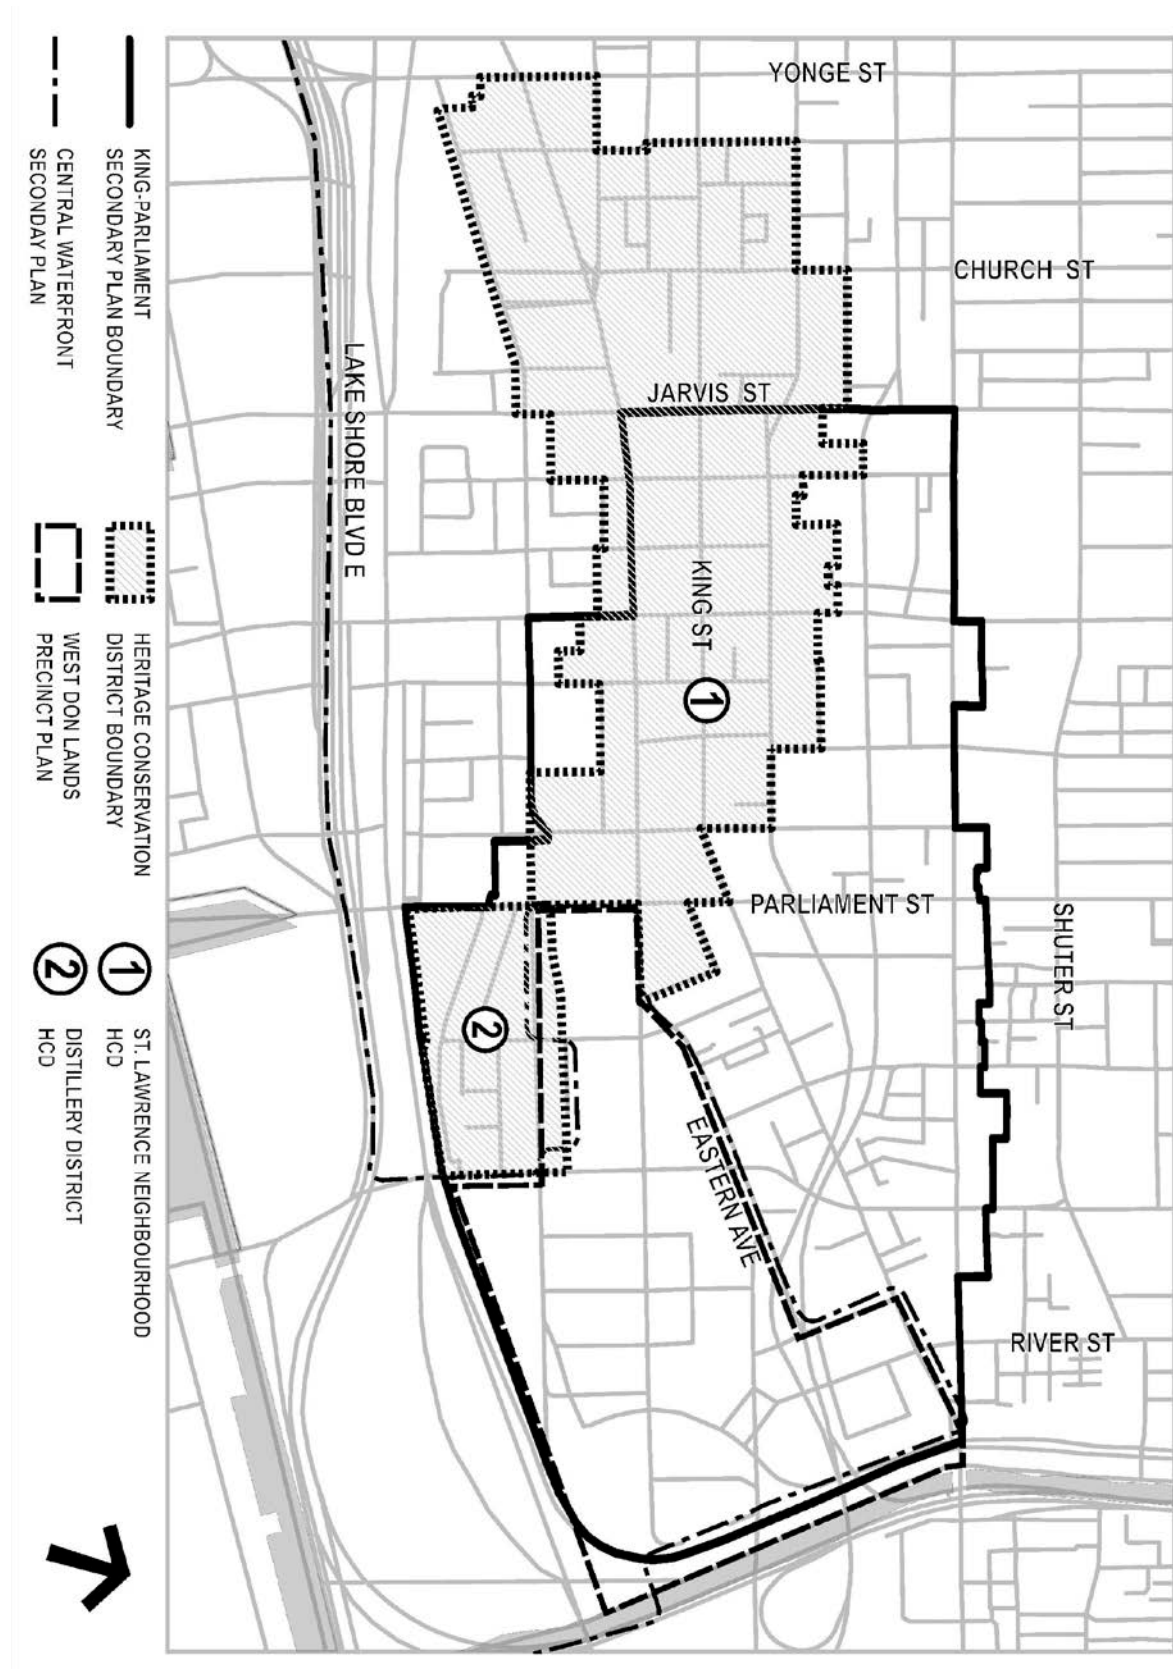 YONGE ST
CHURCH ST
JARVIS ST
LAKE SHORE BLVD E
KING ST
1
PARLIAMENT ST
SHUTER ST
2
EASTERN AVE
RIVER ST
KING-PARLIAMENT
SECONDARY PLAN BOUNDARY
CENTRAL WATERFRONT
SECONDAY PLAN
HERITAGE CONSERVATION
DISTRICT BOUNDARY
WEST DON LANDS
PRECINCT PLAN
1
ST. LAWRENCE NEIGHBOURHOOD
HCD
2
DISTILLERY DISTRICT
HCD